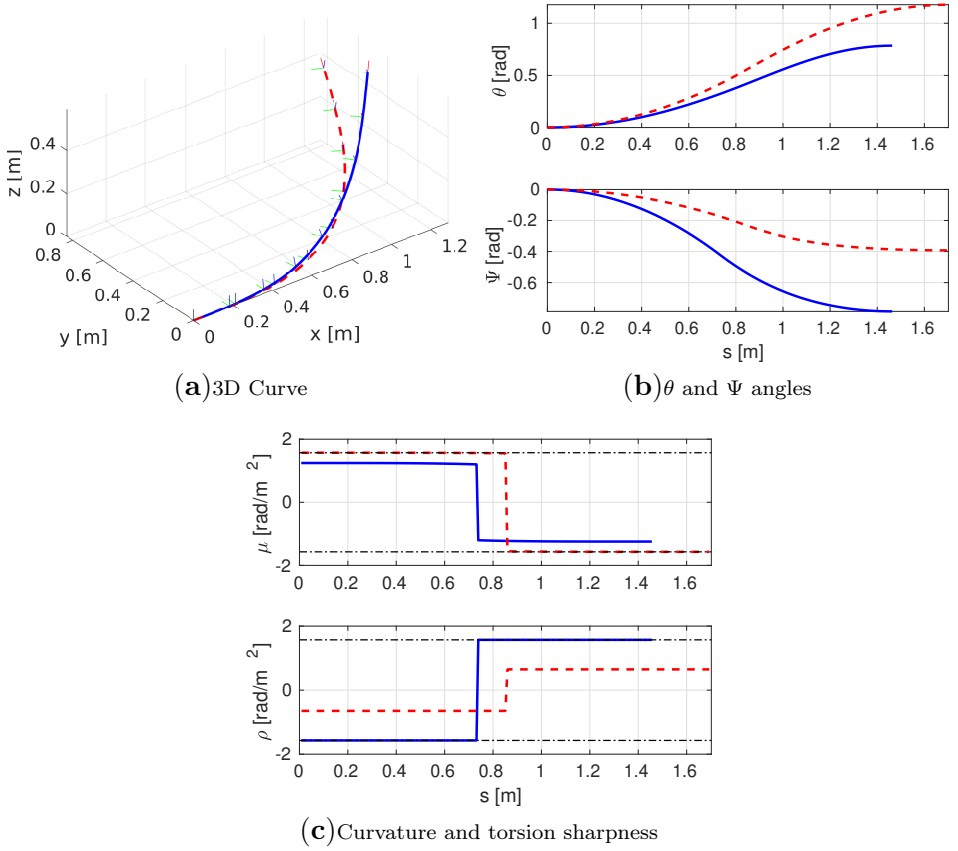 0.4
0.2
0
z [m]
0.8
0.6
0.4
0.2
0
y [m]
0
0.2
0.4
0.6
0.8
1
1.2
x [m]
(a)3D Curve
1
0.5
0
θ [rad]
0 0.2 0.4 0.6 0.8 1 1.2 1.4 1.6
0
-0.2
-0.4
-0.6
Ψ [rad]
0 0.2 0.4 0.6 0.8 1 1.2 1.4 1.6
s [m]
(b)θ and Ψ angles
2
0
-2
μ [rad/m 2]
0 0.2 0.4 0.6 0.8 1 1.2 1.4 1.6
2
0
-2
ρ [rad/m 2]
0 0.2 0.4 0.6 0.8 1 1.2 1.4 1.6
s [m]
(c)Curvature and torsion sharpness